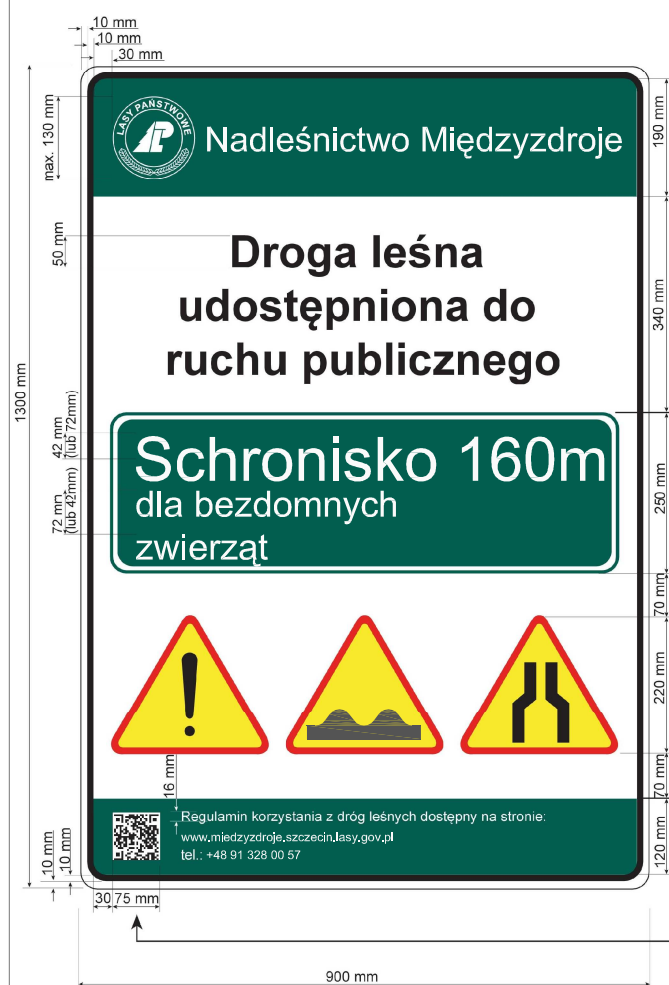 10 mm
10 mm
30 mm
max. 130 mm
190 mm
LASY PAŃSTWOWE
Nadleśnictwo Międzyzdroje
50 mm
Droga leśna
udostępniona do
ruchu publicznego
340 mm
1300 mm
42 mm
(lub 72mm)
72 mm
(lub 42mm)
Schronisko 160m
dla bezdomnych
zwierząt
250 mm
70 mm
220 mm
70 mm
16 mm
Regulamin korzystania z dróg leśnych dostępny na stronie:
www.miedzyzdroje.szczecin.lasy.gov.pl
tel.: +48 91 328 00 57
120 mm
10 mm
10 mm
30
75 mm
900 mm